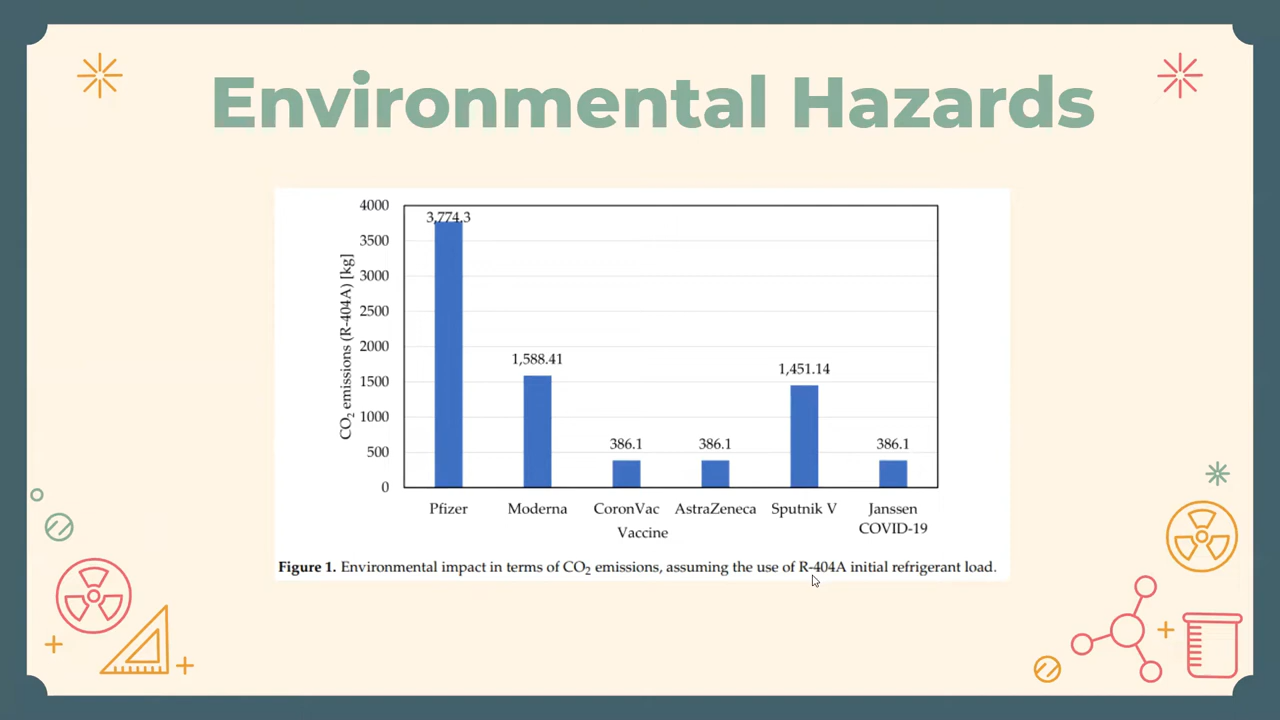 Environmental Hazards
CO₂ emissions (R-404A) [kg]
4000
3500
3000
2500
2000
1500
1000
500
0
3,774.3
1,588.41
386.1
386.1
1,451.14
386.1
Pfizer
Moderna
CoronVac
AstraZeneca
Sputnik V
Janssen
COVID-19
Vaccine
Figure 1. Environmental impact in terms of CO₂ emissions, assuming the use of R-404A initial refrigerant load.